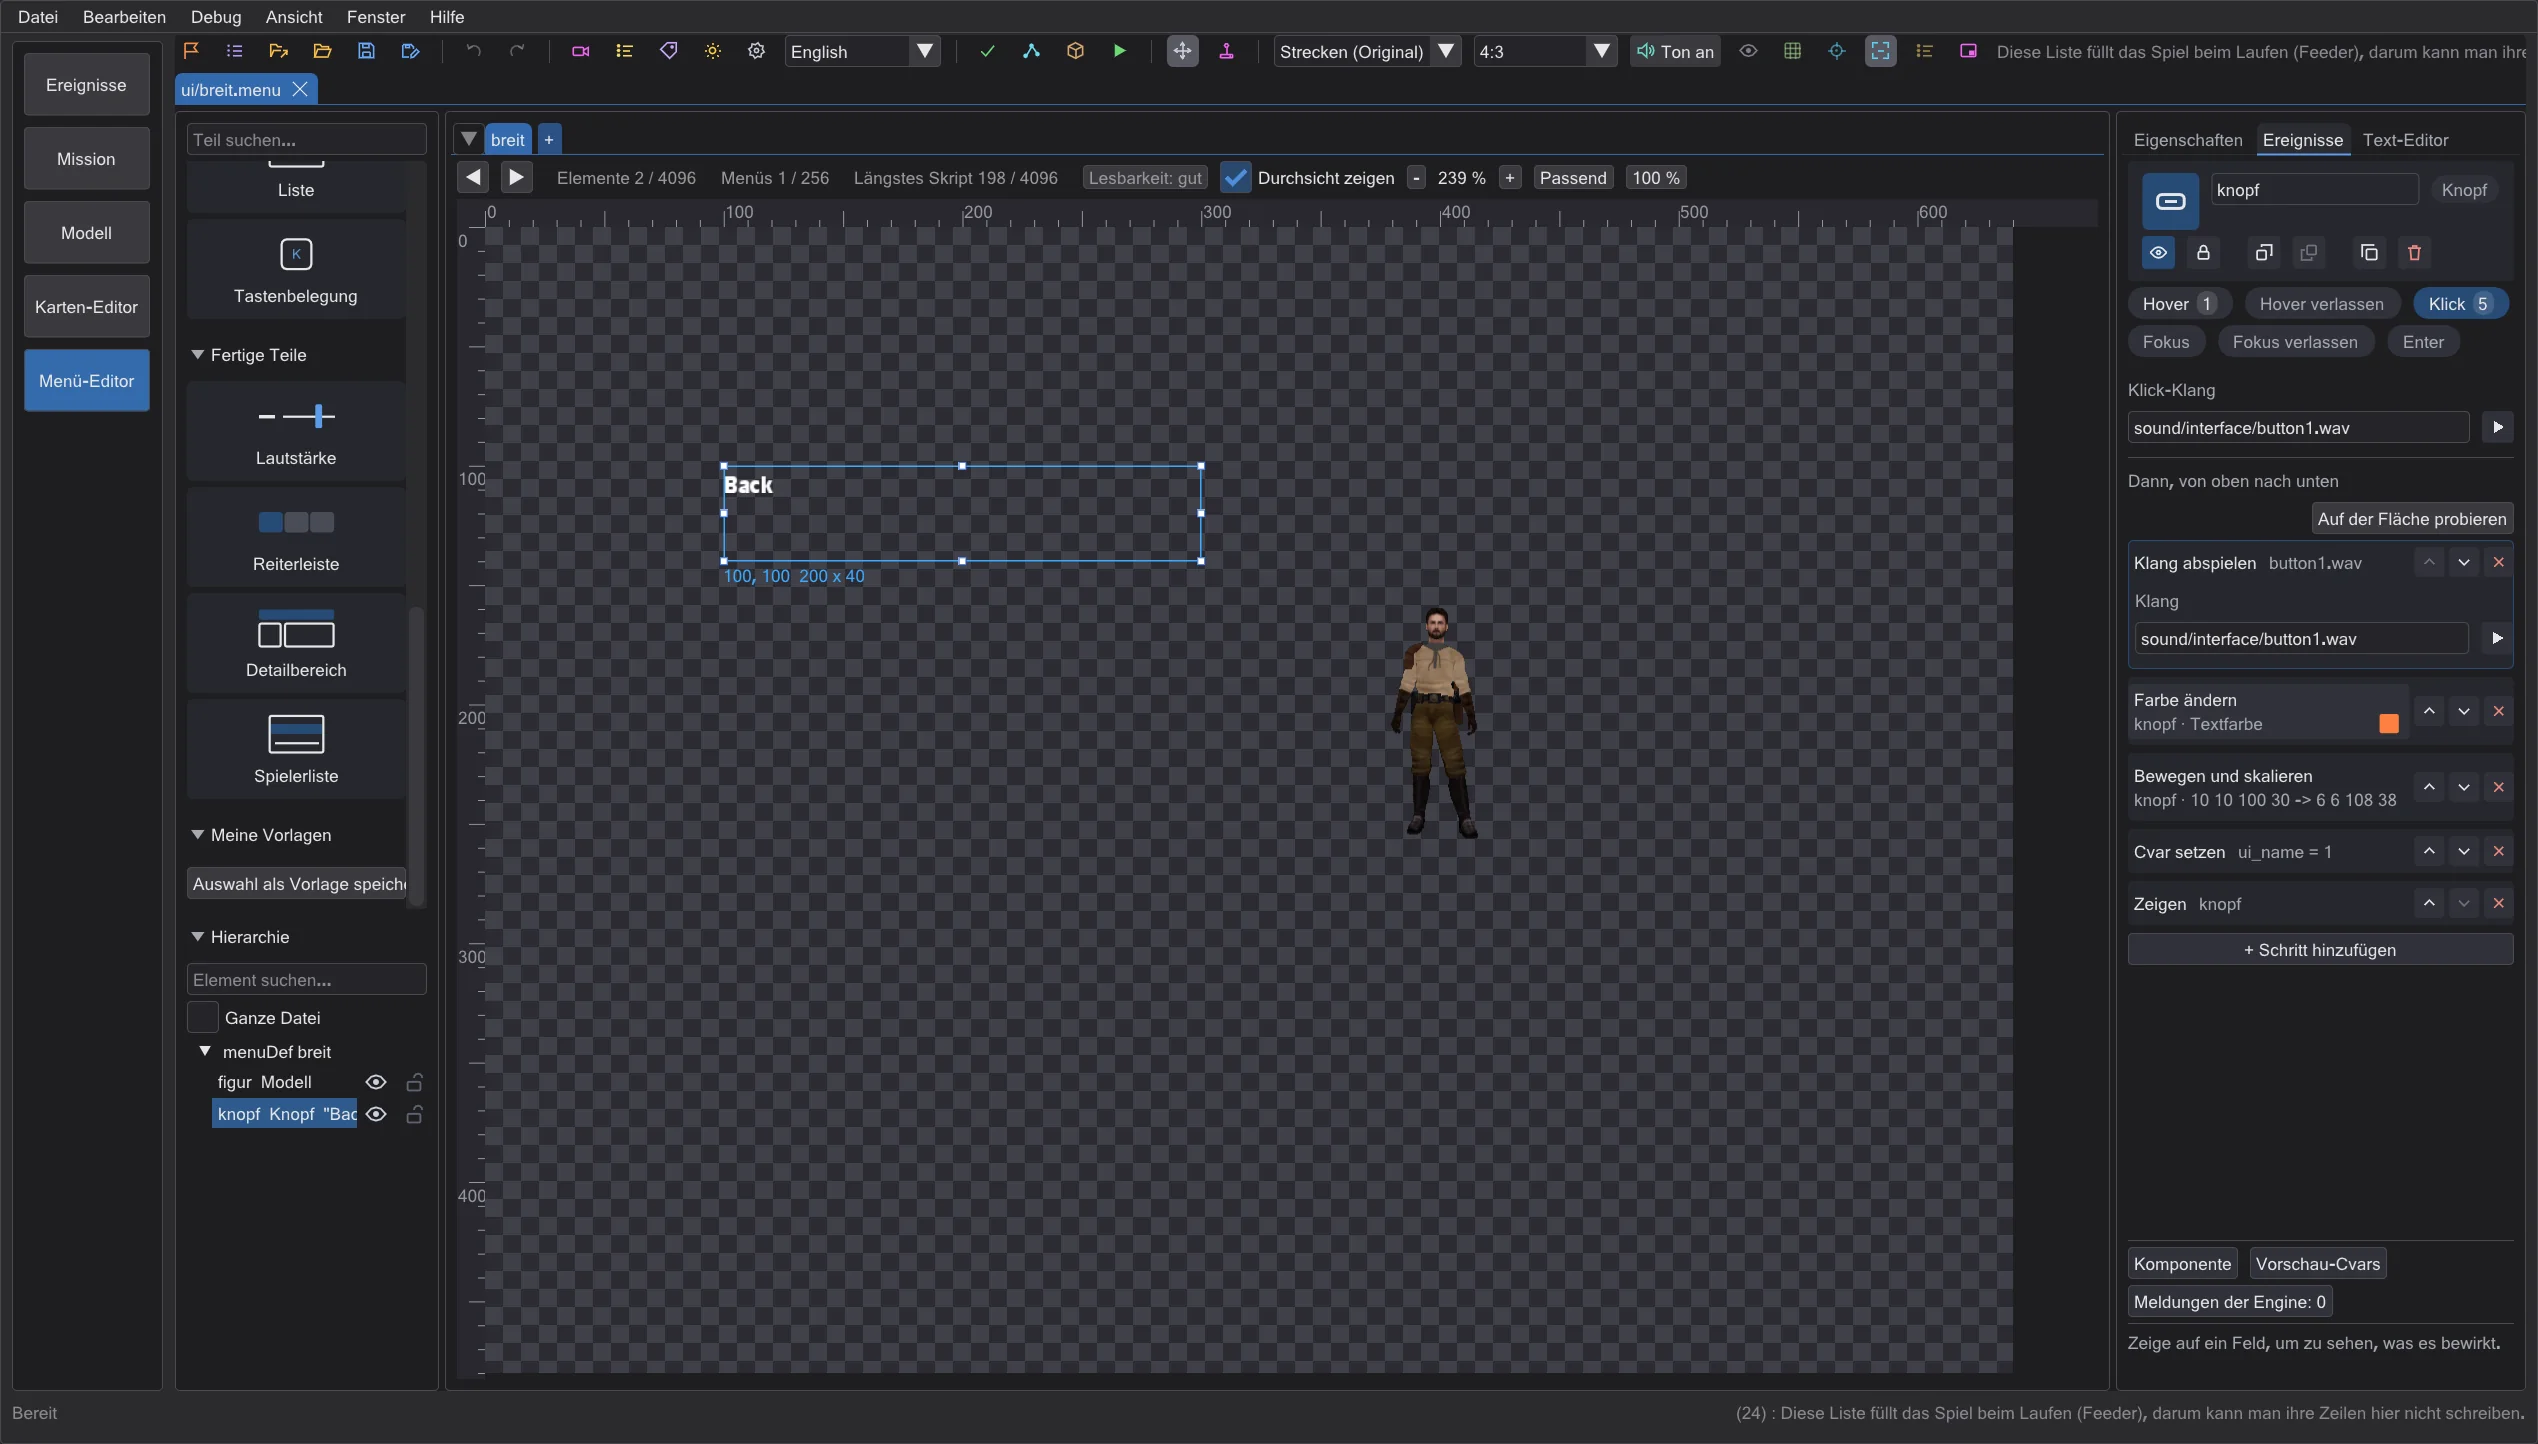 Datei Bearbeiten Debug Ansicht Fenster Hilfe
English Strecken (Original) 4:3 Ton an Diese Liste füllt das Spiel beim Laufen (Feeder), darum kann man ihre
ui/breit.menu
Ereignisse
Mission
Modell
Karten-Editor
Menü-Editor
Teil suchen...
Liste
K
Tastenbelegung
Fertige Teile
Lautstärke
Reiterleiste
Detailbereich
Spielerliste
Meine Vorlagen
Auswahl als Vorlage speiche
Hierarchie
Element suchen...
Ganze Datei
menuDef breit
figur Modell
knopf Knopf "Bac
breit +
Elemente 2 / 4096 Menüs 1 / 256 Längstes Skript 198 / 4096 Lesbarkeit: gut Durchsicht zeigen - 239 % + Passend 100 %
0 100 200 300 400 500 600
0
100
200
300
400
Back
100, 100 200 x 40
Eigenschaften Ereignisse Text-Editor
knopf Knopf
Hover 1 Hover verlassen Klick 5
Fokus Fokus verlassen Enter
Klick-Klang
sound/interface/button1.wav
Dann, von oben nach unten
Auf der Fläche probieren
Klang abspielen button1.wav
Klang
sound/interface/button1.wav
Farbe ändern
knopf · Textfarbe
Bewegen und skalieren
knopf · 10 10 100 30 -> 6 6 108 38
Cvar setzen ui_name = 1
Zeigen knopf
+ Schritt hinzufügen
Komponente Vorschau-Cvars
Meldungen der Engine: 0
Zeige auf ein Feld, um zu sehen, was es bewirkt.
Bereit
(24) : Diese Liste füllt das Spiel beim Laufen (Feeder), darum kann man ihre Zeilen hier nicht schreiben.